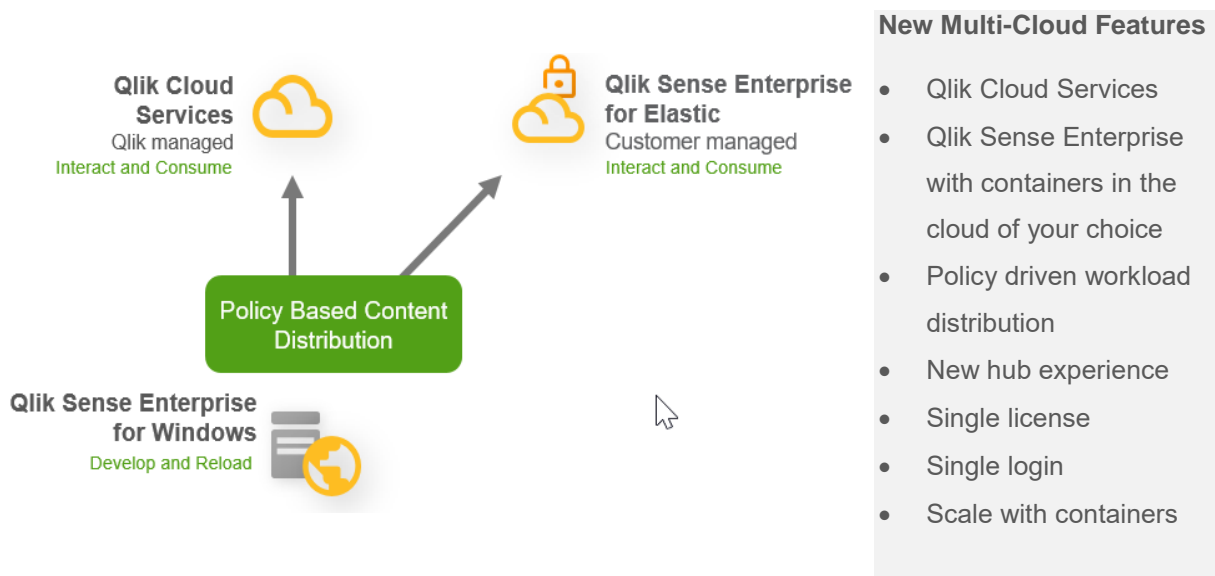 Qlik Cloud
Services
Qlik managed
Interact and Consume
Qlik Sense Enterprise
for Elastic
Customer managed
Interact and Consume
Policy Based Content
Distribution
Qlik Sense Enterprise
for Windows
Develop and Reload
New Multi-Cloud Features
• Qlik Cloud Services
• Qlik Sense Enterprise
with containers in the
cloud of your choice
• Policy driven workload
distribution
• New hub experience
• Single license
• Single login
• Scale with containers